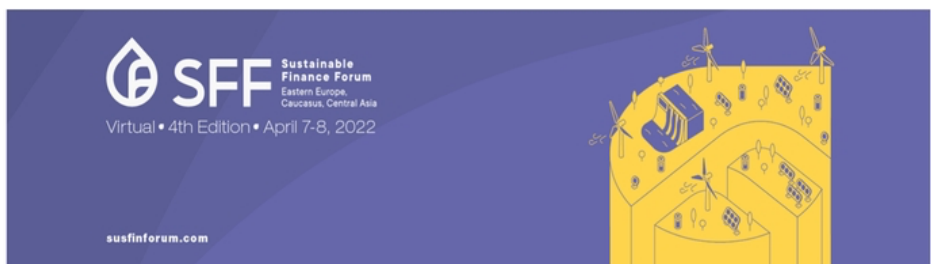 SFF
Sustainable
Finance Forum
Eastern Europe,
Caucasus, Central Asia
Virtual • 4th Edition • April 7-8, 2022
susfinforum.com